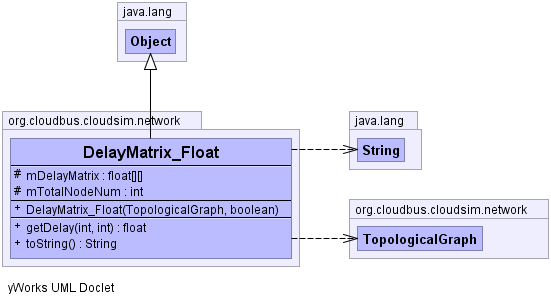 java.lang
Object
org.cloudbus.cloudsim.network
DelayMatrix_Float
# mDelayMatrix : float[][]
# mTotalNodeNum : int
+ DelayMatrix_Float(TopologicalGraph, boolean)
+ getDelay(int, int) : float
+ toString() : String
java.lang
String
org.cloudbus.cloudsim.network
TopologicalGraph
yWorks UML Doclet